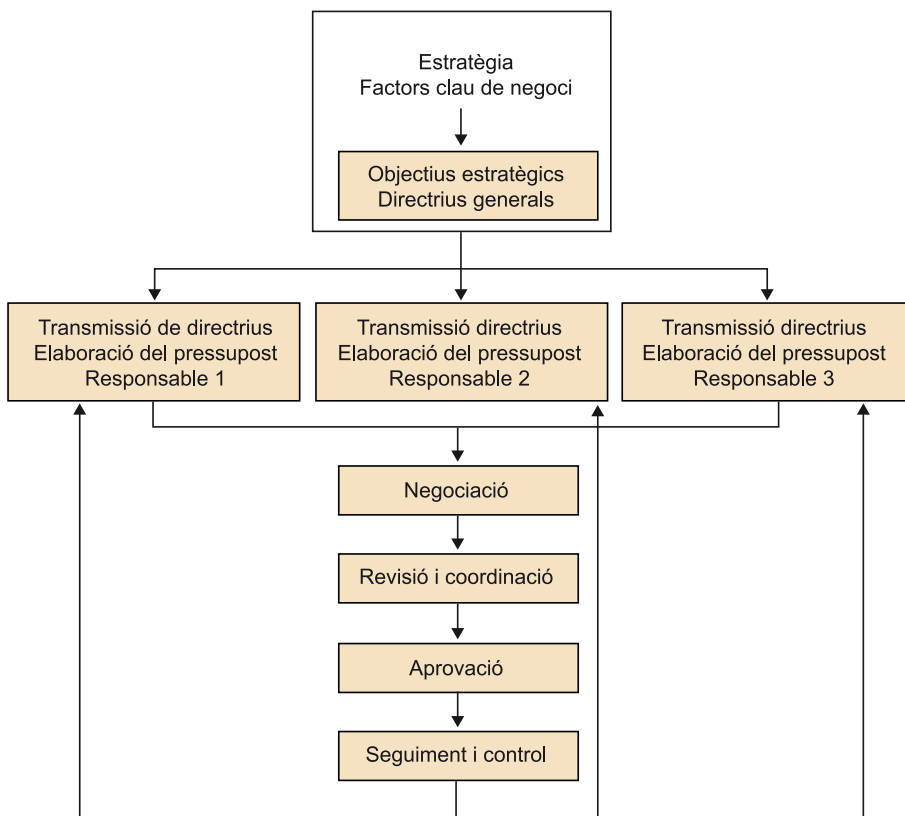 Estratègia
Factors clau de negoci
Objectius estratègics
Directrius generals
Transmissió de directrius
Elaboració del pressupost
Responsable 1
Transmissió directrius
Elaboració del pressupost
Responsable 2
Transmissió directrius
Elaboració del pressupost
Responsable 3
Negociació
Revisió i coordinació
Aprovació
Seguiment i control